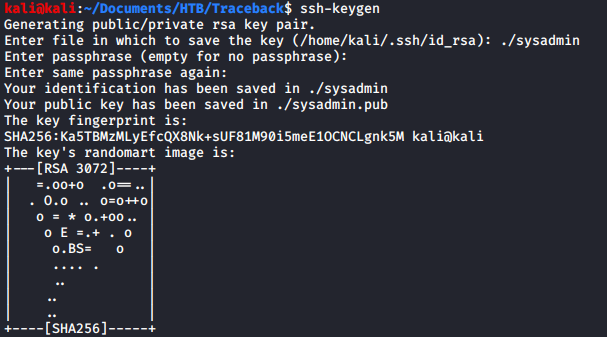 kali@kali:~/Documents/HTB/Traceback$ ssh-keygen
Generating public/private rsa key pair.
Enter file in which to save the key (/home/kali/.ssh/id_rsa): ./sysadmin
Enter passphrase (empty for no passphrase):
Enter same passphrase again:
Your identification has been saved in ./sysadmin
Your public key has been saved in ./sysadmin.pub
The key fingerprint is:
SHA256:Ka5TBMzMLyEfcQX8Nk+sUF81M90i5meE1OCNCLgnk5M kali@kali
The key's randomart image is:
+---[RSA 3072]----+
|   =.oo+o  .o==..|
|  . O.o .. o=o++o|
|   o = * o.+oo.. |
|    o E =.+ . o  |
|     o.BS=   o   |
|     .... .      |
|     ..          |
|    ..           |
|    ..           |
+----[SHA256]-----+